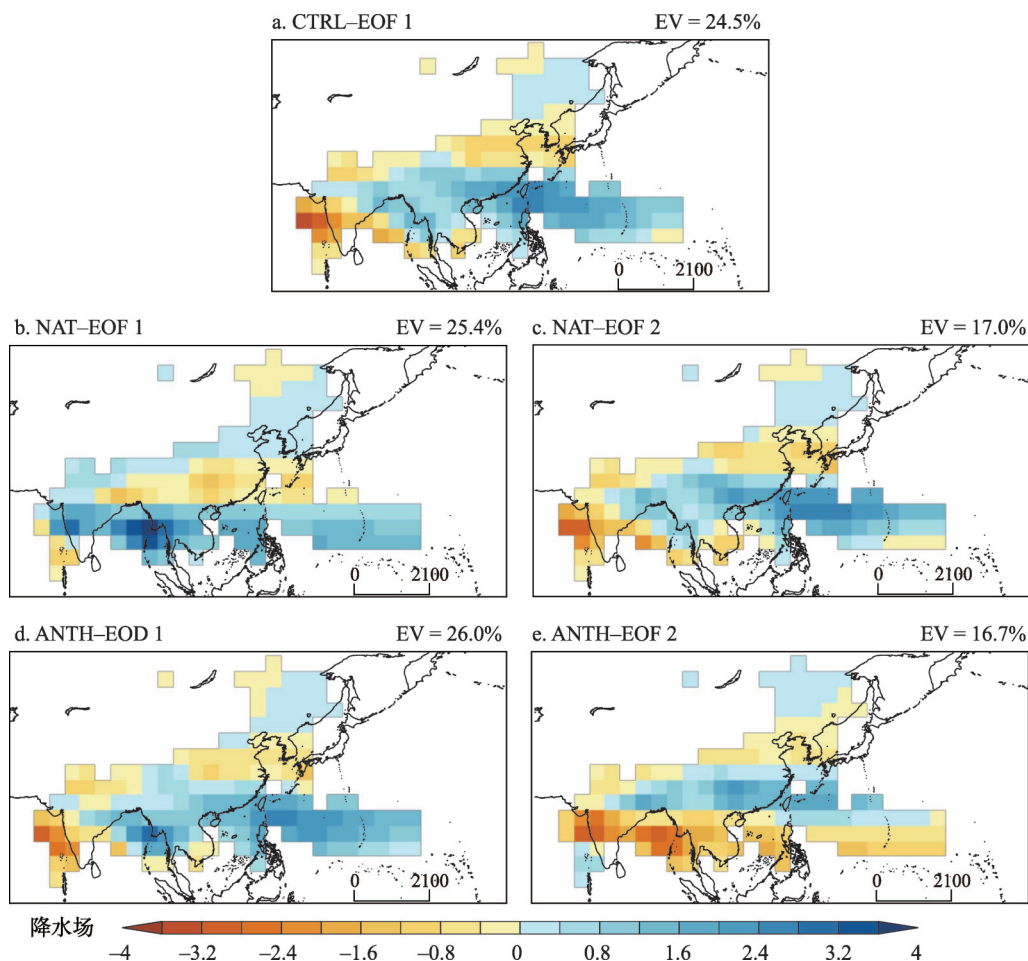 a. CTRL–EOF 1 EV = 24.5%
0 2100
b. NAT–EOF 1 EV = 25.4%
c. NAT–EOF 2 EV = 17.0%
0 2100
0 2100
d. ANTH–EOD 1 EV = 26.0%
e. ANTH–EOF 2 EV = 16.7%
0 2100
0 2100
降水场
–4 –3.2 –2.4 –1.6 –0.8 0 0.8 1.6 2.4 3.2 4